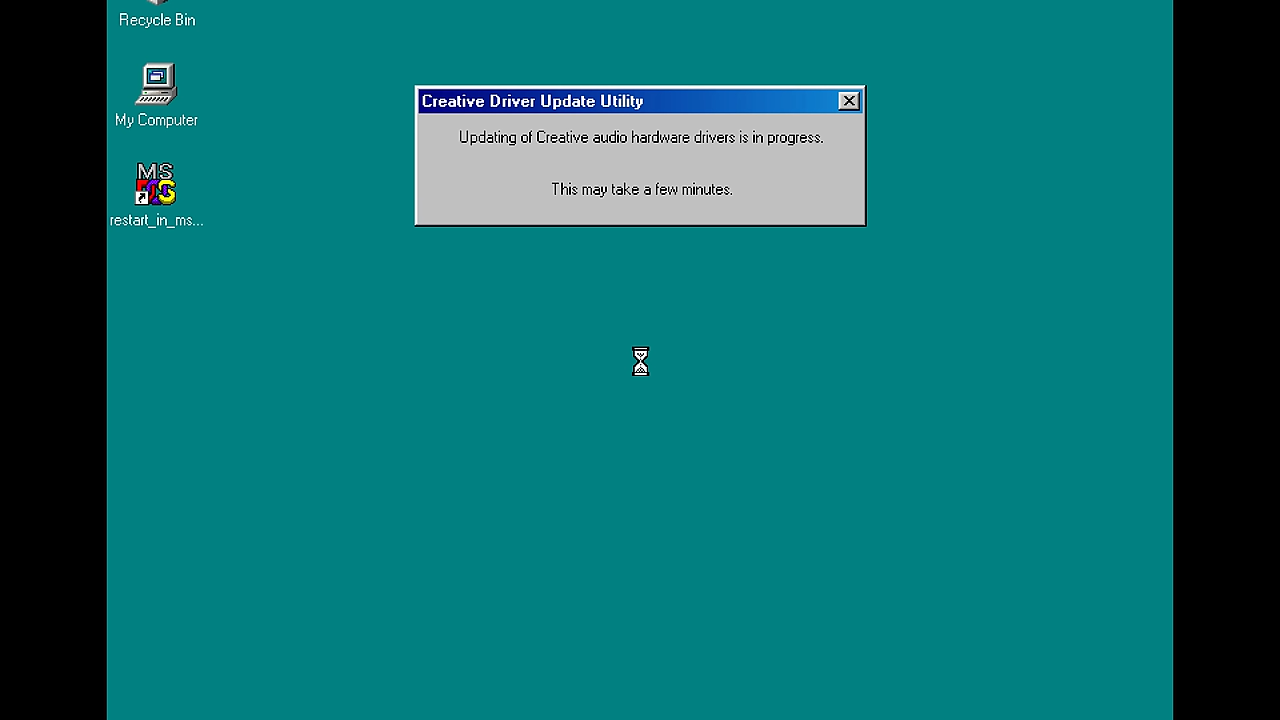 Recycle Bin
My Computer
MS
restart_in_ms...
Creative Driver Update Utility
Updating of Creative audio hardware drivers is in progress.
This may take a few minutes.